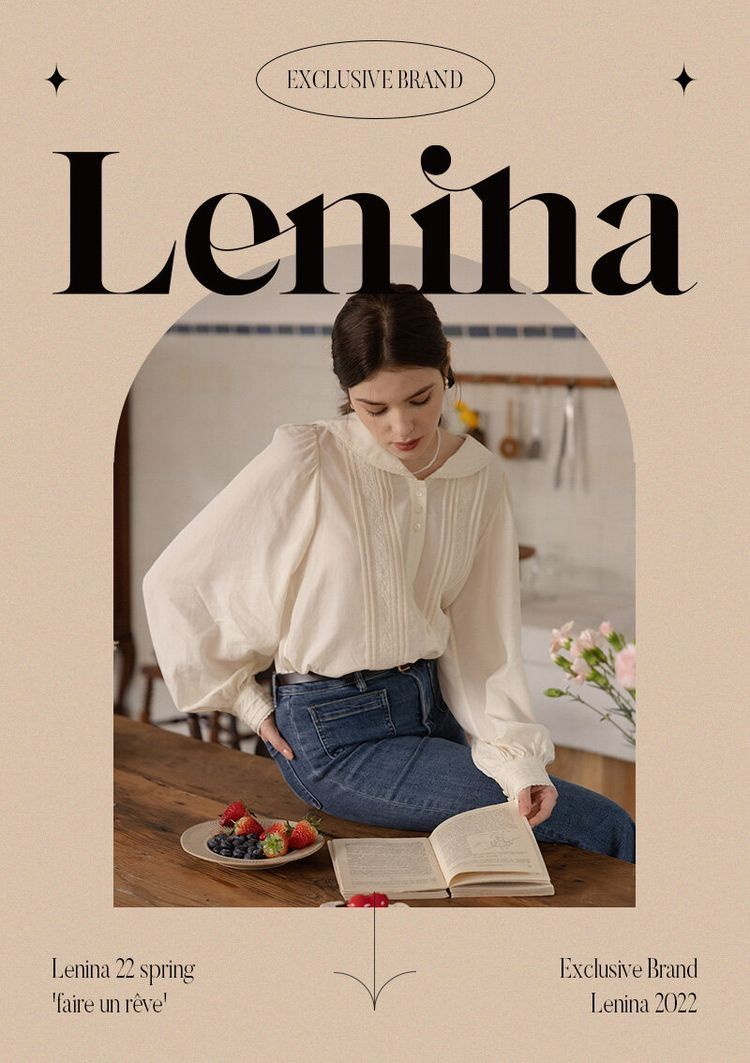 EXCLUSIVE BRAND
Lenina
Lenina 22 spring
'faire un rêve'
Exclusive Brand
Lenina 2022